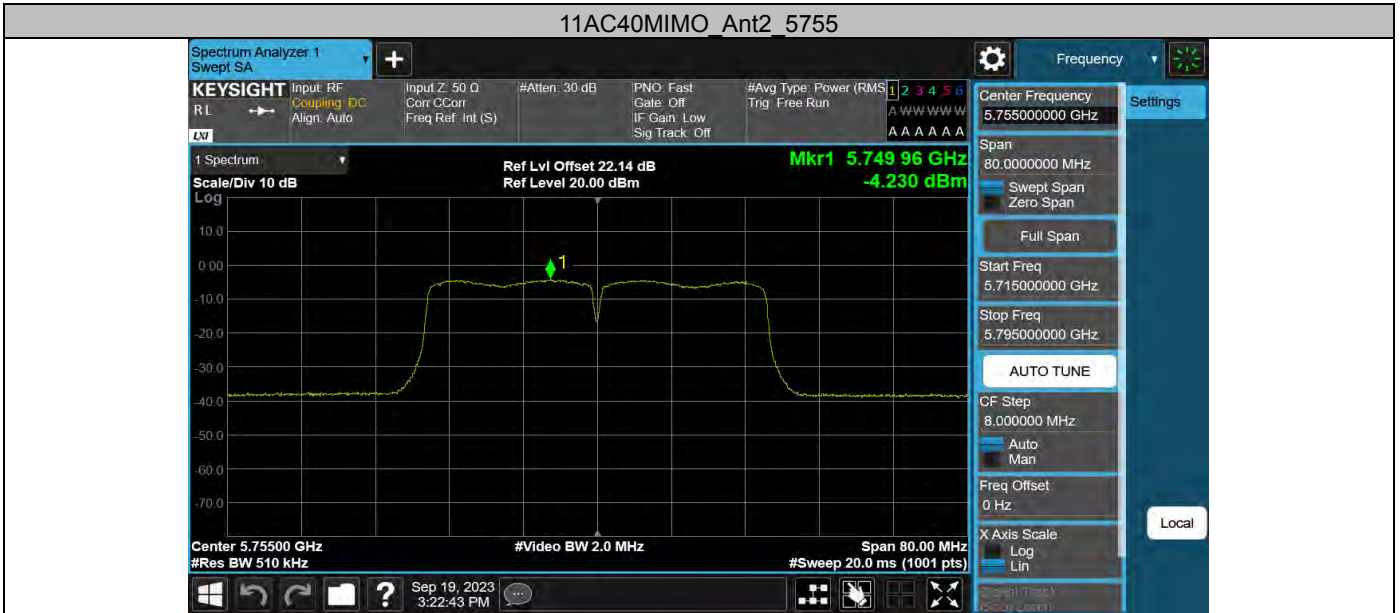 11AC40MIMO_Ant2_5755
Spectrum Analyzer 1
Swept SA
Frequency
KEYSIGHT
RL
LXI
Input: RF
Coupling: DC
Align: Auto
Input Z: 50 Ω
Corr CCorr
Freq Ref: Int (S)
#Atten: 30 dB
PNO: Fast
Gate: Off
IF Gain: Low
Sig Track: Off
#Avg Type: Power (RMS
Trig: Free Run
1 2 3 4 5 6
A W W W W W
A A A A A A
1 Spectrum
Scale/Div 10 dB
Log
Ref Lvl Offset 22.14 dB
Ref Level 20.00 dBm
Mkr1 5.749 96 GHz
-4.230 dBm
10.0
0.00
-10.0
-20.0
-30.0
-40.0
-50.0
-60.0
-70.0
1
Center 5.75500 GHz
#Res BW 510 kHz
#Video BW 2.0 MHz
Span 80.00 MHz
#Sweep 20.0 ms (1001 pts)
Center Frequency
5.755000000 GHz
Settings
Span
80.0000000 MHz
Swept Span
Zero Span
Full Span
Start Freq
5.715000000 GHz
Stop Freq
5.795000000 GHz
AUTO TUNE
CF Step
8.000000 MHz
Auto
Man
Freq Offset
0 Hz
X Axis Scale
Log
Lin
Signal Track
(Span Zoom)
Local
?
Sep 19, 2023
3:22:43 PM